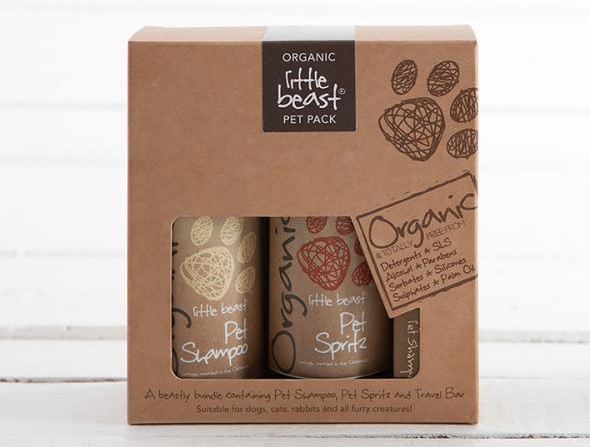 ORGANIC
little
beast®
PET PACK
Organic
& TOTALLY FREE FROM
Detergents * SLS
Alcohol * Parabens
Sorbates * Silicones
Sulphates * Palm Oil
Organic
little beast
Pet
Shampoo
Organic
little beast
Pet
Spritz
A beastly bundle containing Pet Shampoo, Pet Spritz and Travel Bar
Suitable for dogs, cats, rabbits and all furry creatures!